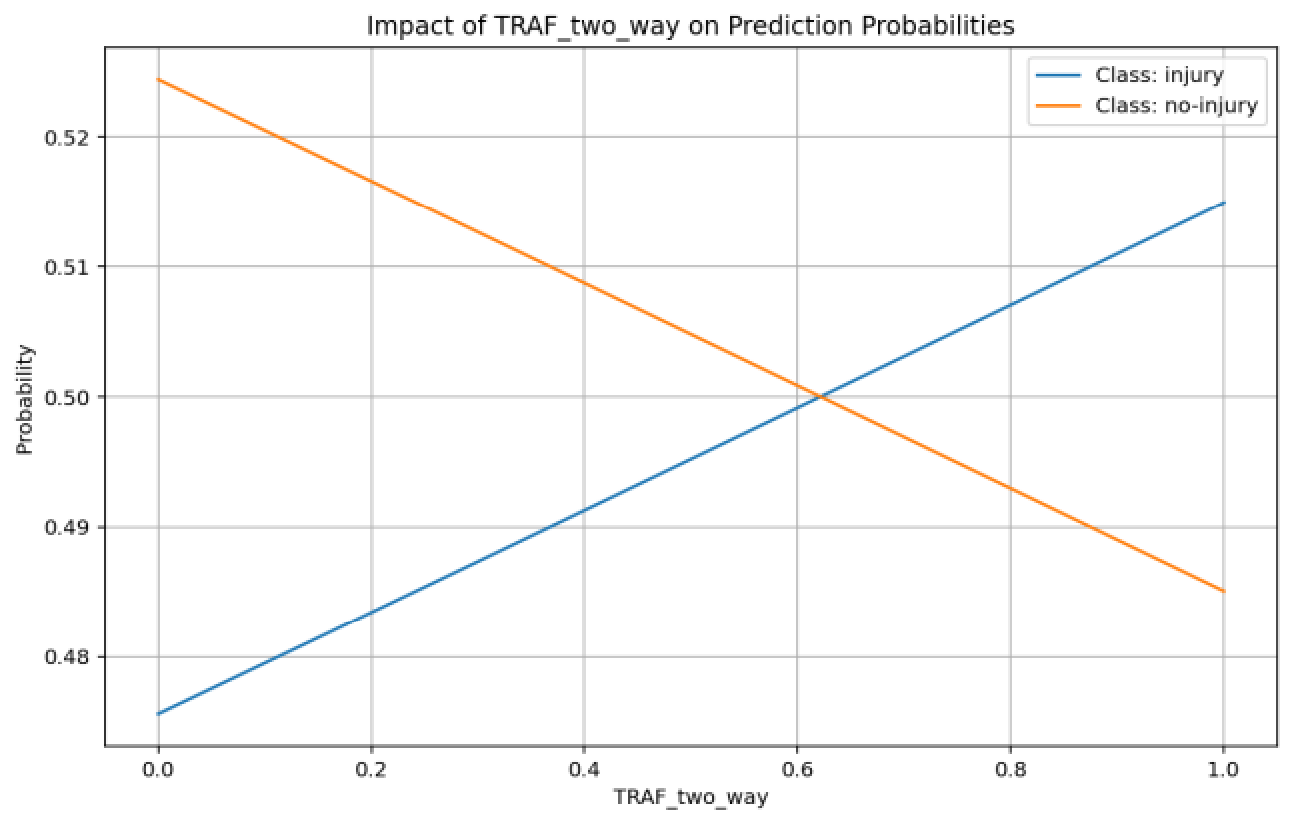 Impact of TRAF_two_way on Prediction Probabilities
Class: injury
Class: no-injury
Probability
0.52
0.51
0.50
0.49
0.48
0.0 0.2 0.4 0.6 0.8 1.0
TRAF_two_way